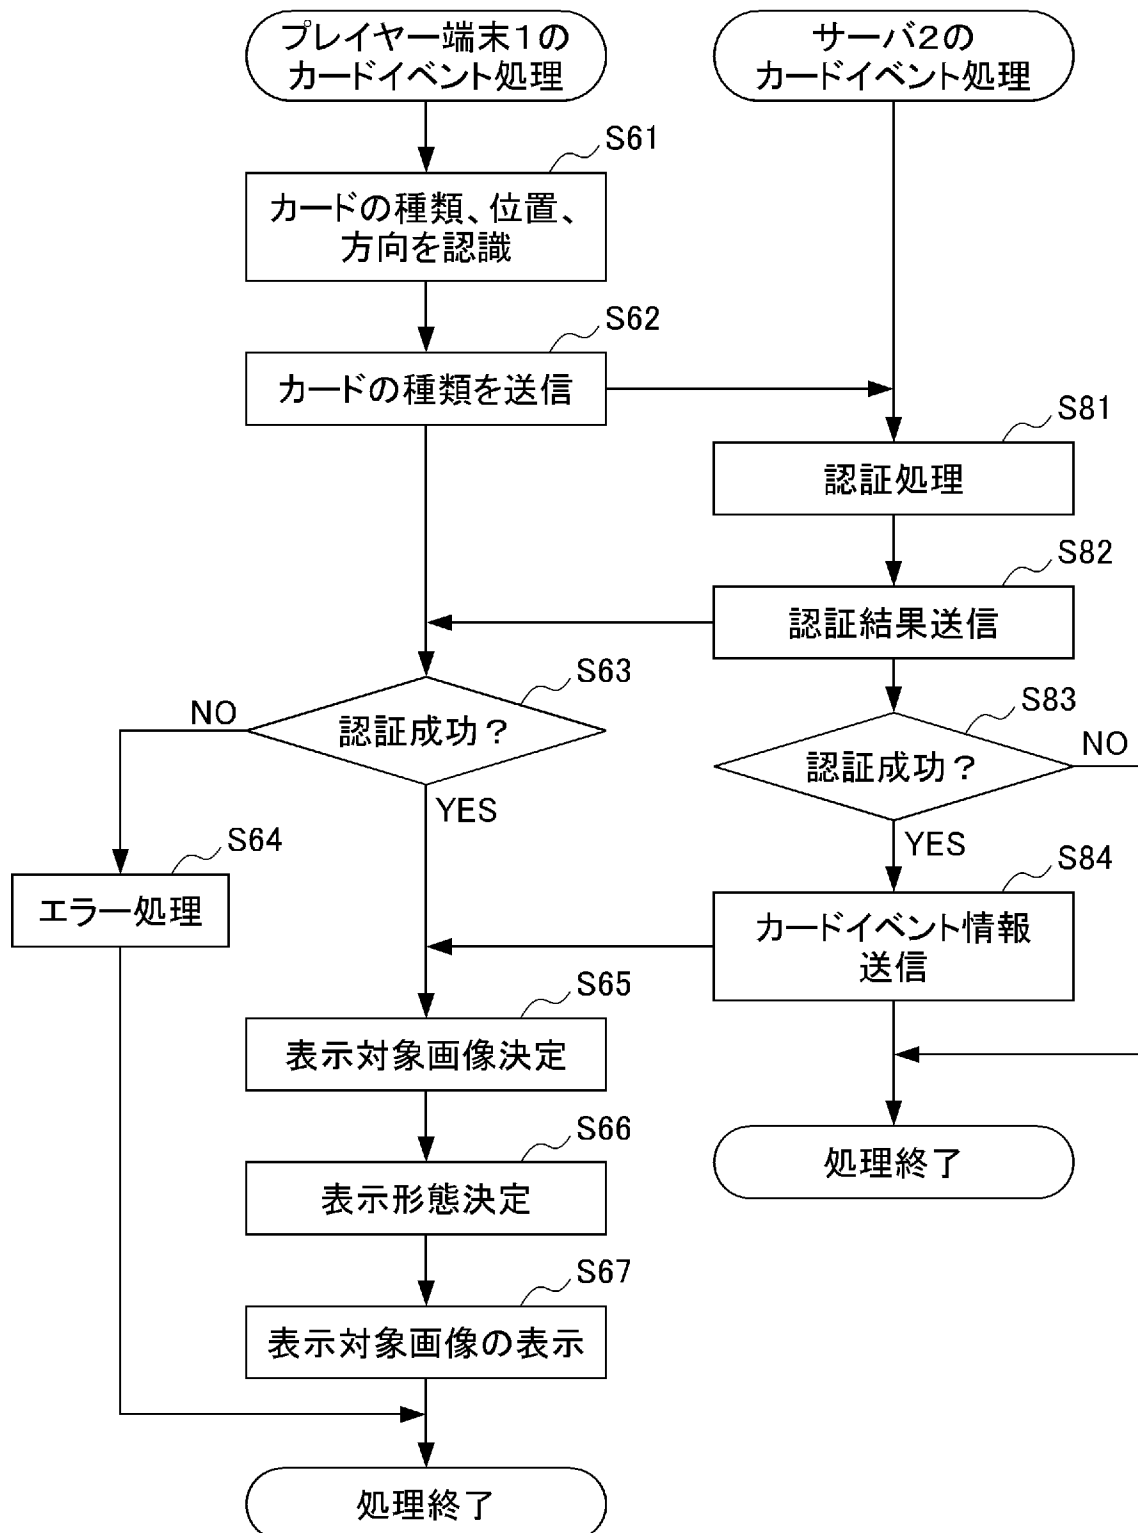 プレイヤー端末1の
カードイベント処理
サーバ2の
カードイベント処理
S61
カードの種類、位置、
方向を認識
S62
カードの種類を送信
S81
認証処理
S82
認証結果送信
S63
認証成功？
NO
YES
S83
認証成功？
NO
YES
S64
エラー処理
S84
カードイベント情報
送信
S65
表示対象画像決定
S66
表示形態決定
処理終了
S67
表示対象画像の表示
処理終了